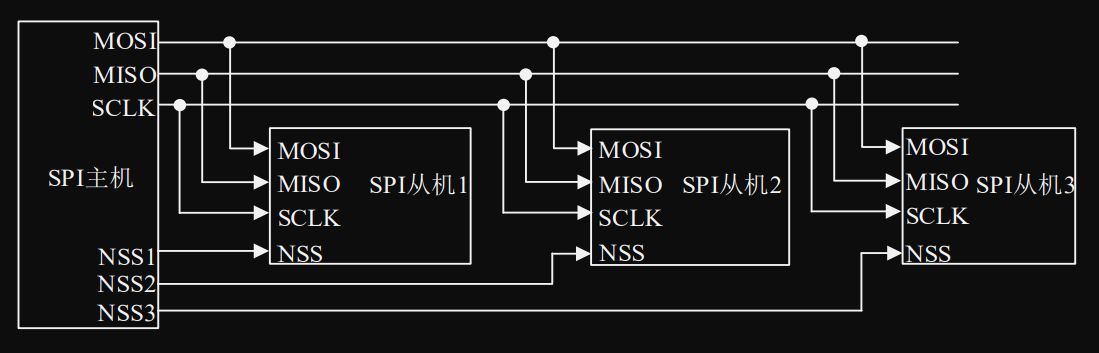 MOSI
MISO
SCLK
SPI主机
NSS1
NSS2
NSS3
MOSI
MISO
SPI从机1
SCLK
NSS
MOSI
MISO
SPI从机2
SCLK
NSS
MOSI
MISO
SPI从机3
SCLK
NSS